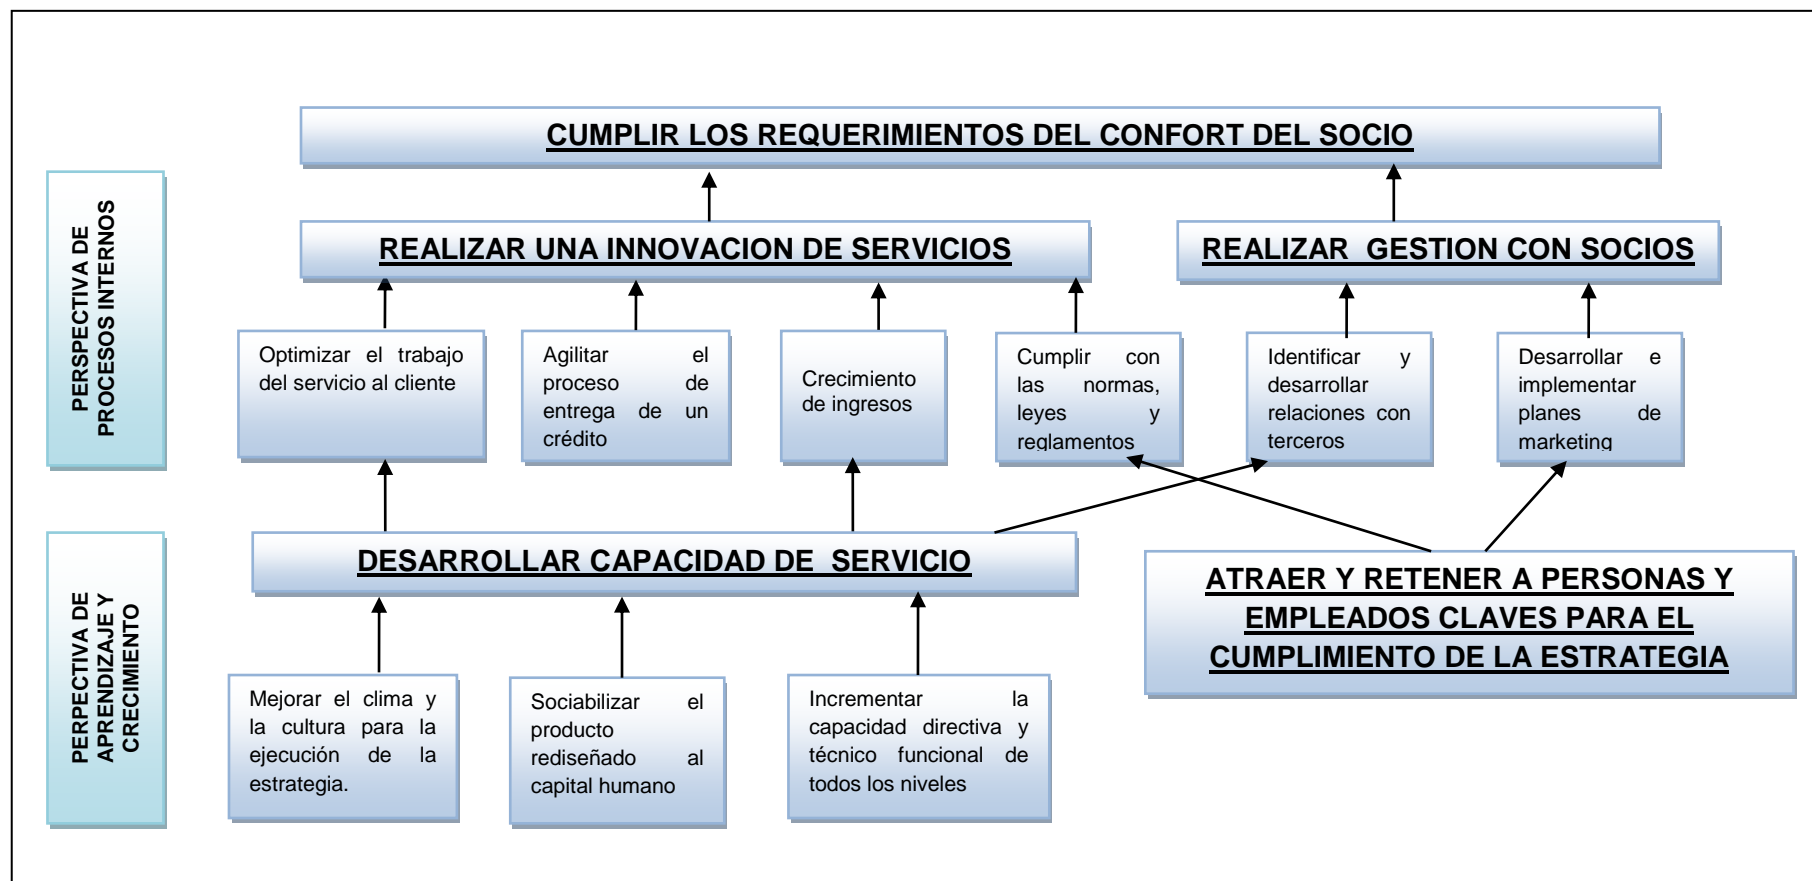 CUMPLIR LOS REQUERIMIENTOS DEL CONFORT DEL SOCIO
PERSPECTIVA DE
PROCESOS INTERNOS
REALIZAR UNA INNOVACION DE SERVICIOS
REALIZAR GESTION CON SOCIOS
Optimizar el trabajo
del servicio al cliente
Agilitar el
proceso de
entrega de un
crédito
Crecimiento
de ingresos
Cumplir con
las normas,
leyes y
reglamentos
Identificar y
desarrollar
relaciones con
terceros
Desarrollar e
implementar
planes de
marketing
PERPECTIVA DE
APRENDIZAJE Y
CRECIMIENTO
DESARROLLAR CAPACIDAD DE SERVICIO
ATRAER Y RETENER A PERSONAS Y
EMPLEADOS CLAVES PARA EL
CUMPLIMIENTO DE LA ESTRATEGIA
Mejorar el clima y
la cultura para la
ejecución de la
estrategia.
Sociabilizar el
producto
rediseñado al
capital humano
Incrementar la
capacidad directiva y
técnico funcional de
todos los niveles